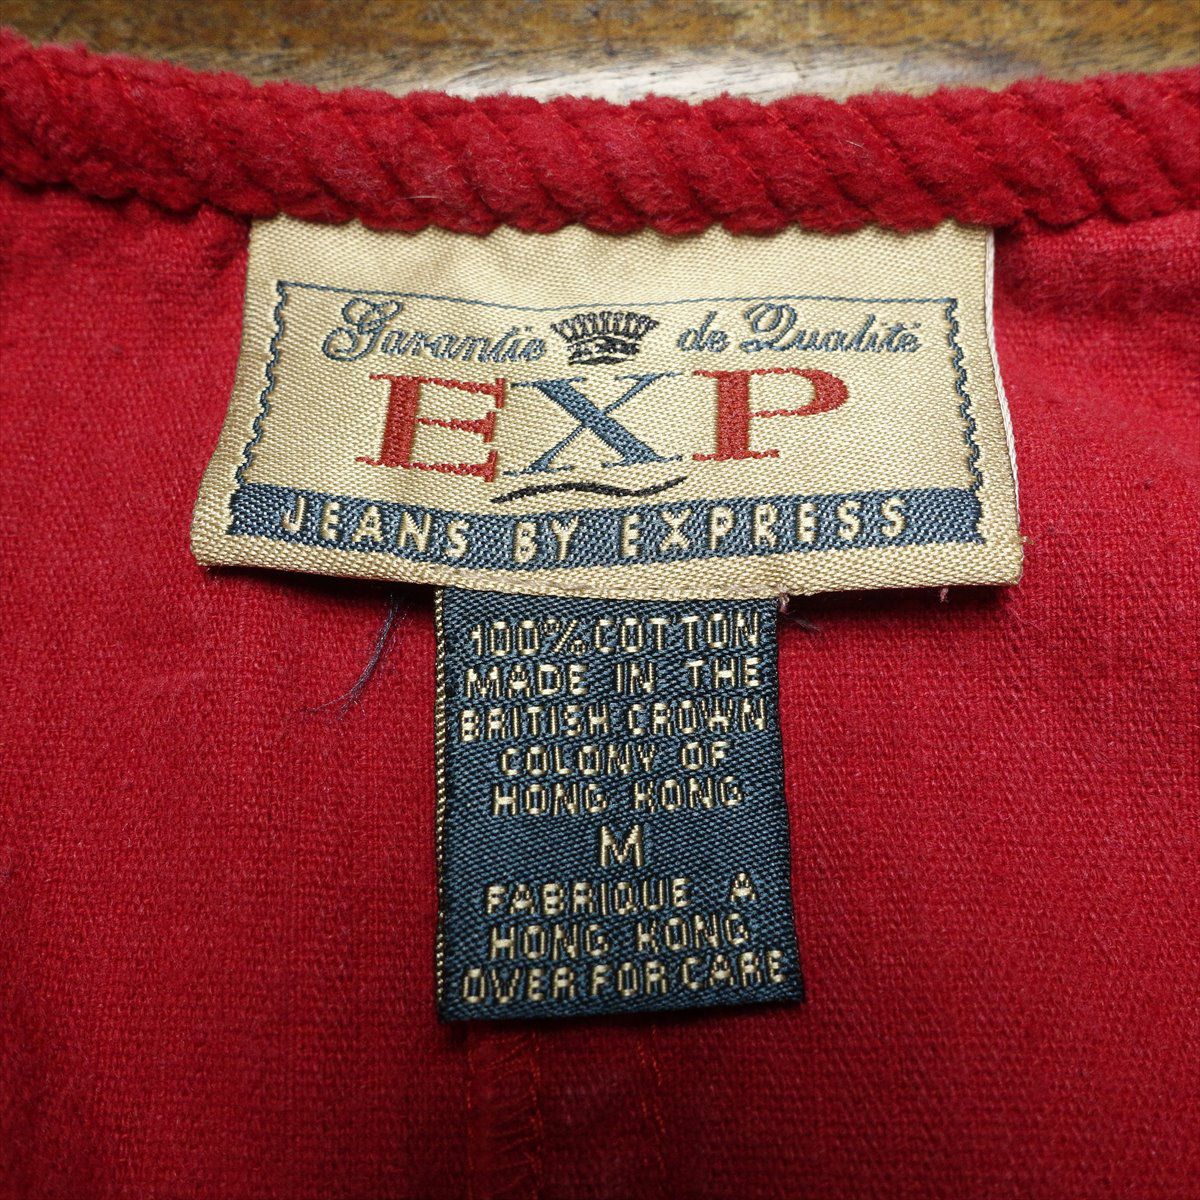 Garantie de Qualité
EXP
JEANS BY EXPRESS
100% COTTON
MADE IN THE
BRITISH CROWN
COLONY OF
HONG KONG
M
FABRIQUE A
HONG KONG
OVER FOR CARE